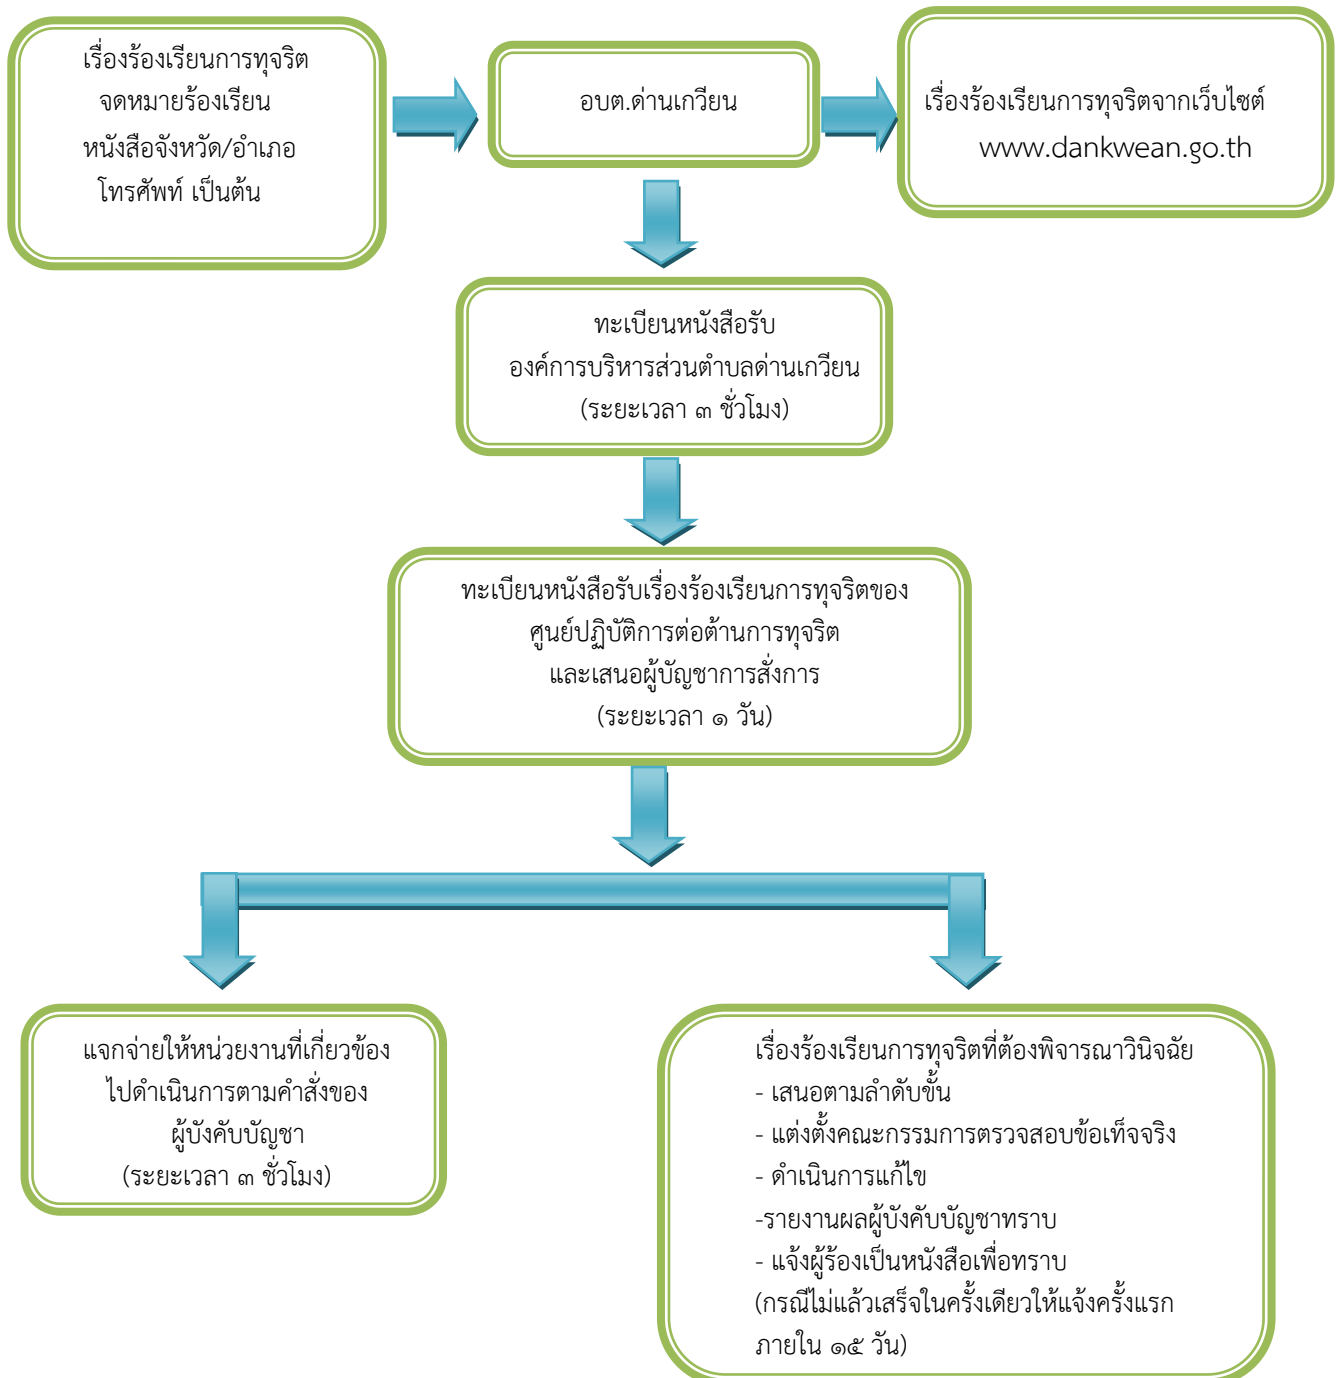 เรื่องร้องเรียนการทุจริต
จดหมายร้องเรียน
หนังสือจังหวัด/อำเภอ
โทรศัพท์ เป็นต้น
อบต.ด่านเกวียน
เรื่องร้องเรียนการทุจริตจากเว็บไซต์
www.dankwean.go.th
ทะเบียนหนังสือรับ
องค์การบริหารส่วนตำบลด่านเกวียน
(ระยะเวลา ๓ ชั่วโมง)
ทะเบียนหนังสือรับเรื่องร้องเรียนการทุจริตของ
ศูนย์ปฏิบัติการต่อต้านการทุจริต
และเสนอผู้บัญชาการสั่งการ
(ระยะเวลา ๑ วัน)
แจกจ่ายให้หน่วยงานที่เกี่ยวข้อง
ไปดำเนินการตามคำสั่งของ
ผู้บังคับบัญชา
(ระยะเวลา ๓ ชั่วโมง)
เรื่องร้องเรียนการทุจริตที่ต้องพิจารณาวินิจฉัย
- เสนอตามลำดับขั้น
- แต่งตั้งคณะกรรมการตรวจสอบข้อเท็จจริง
- ดำเนินการแก้ไข
-รายงานผลผู้บังคับบัญชาทราบ
- แจ้งผู้ร้องเป็นหนังสือเพื่อทราบ
(กรณีไม่แล้วเสร็จในครั้งเดียวให้แจ้งครั้งแรก
ภายใน ๑๕ วัน)